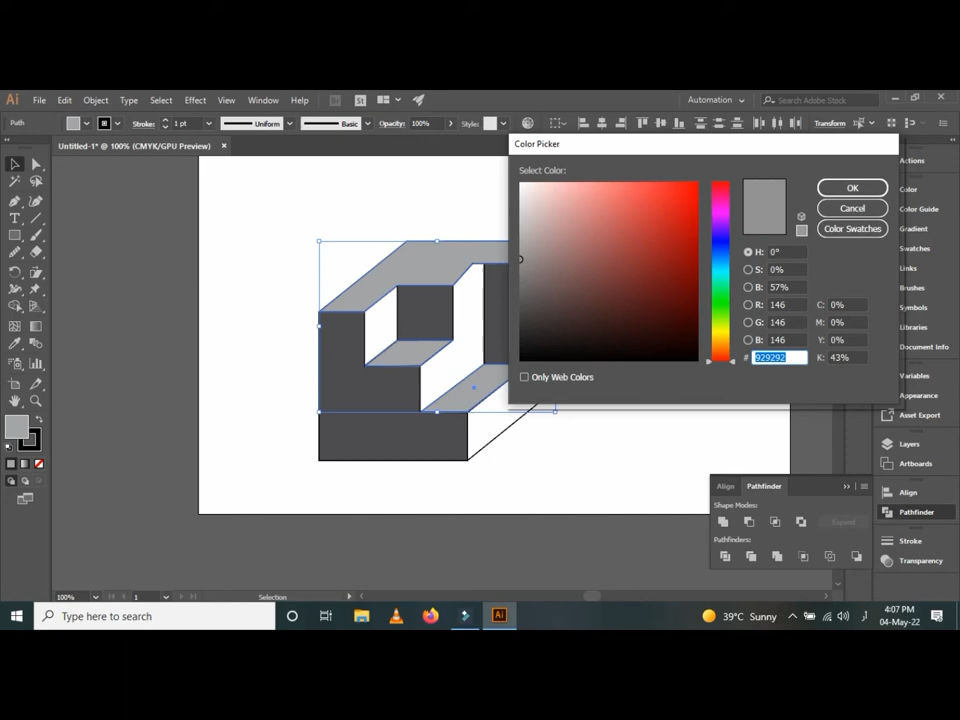 Ai File Edit Object Type Select Effect View Window Help Br St Automation Search Adobe Stock
Path Stroke: 1 pt Uniform Basic Opacity: 100% Style: Transform
Untitled-1* @ 100% (CMYK/GPU Preview) ×
Color Picker
Select Color:
OK
Cancel
Color Swatches
H: 0°
S: 0%
B: 57%
R: 146 C: 0%
G: 146 M: 0%
B: 146 Y: 0%
# 929292 K: 43%
Only Web Colors
Actions
Color
Color Guide
Gradient
Swatches
Links
Brushes
Symbols
Libraries
Document Info
Variables
Appearance
Asset Export
Layers
Artboards
Align
Pathfinder
Stroke
Transparency
Align Pathfinder
Shape Modes:
Expand
Pathfinders:
100% 1 Selection
Type here to search
Ai
39°C Sunny
4:07 PM
04-May-22